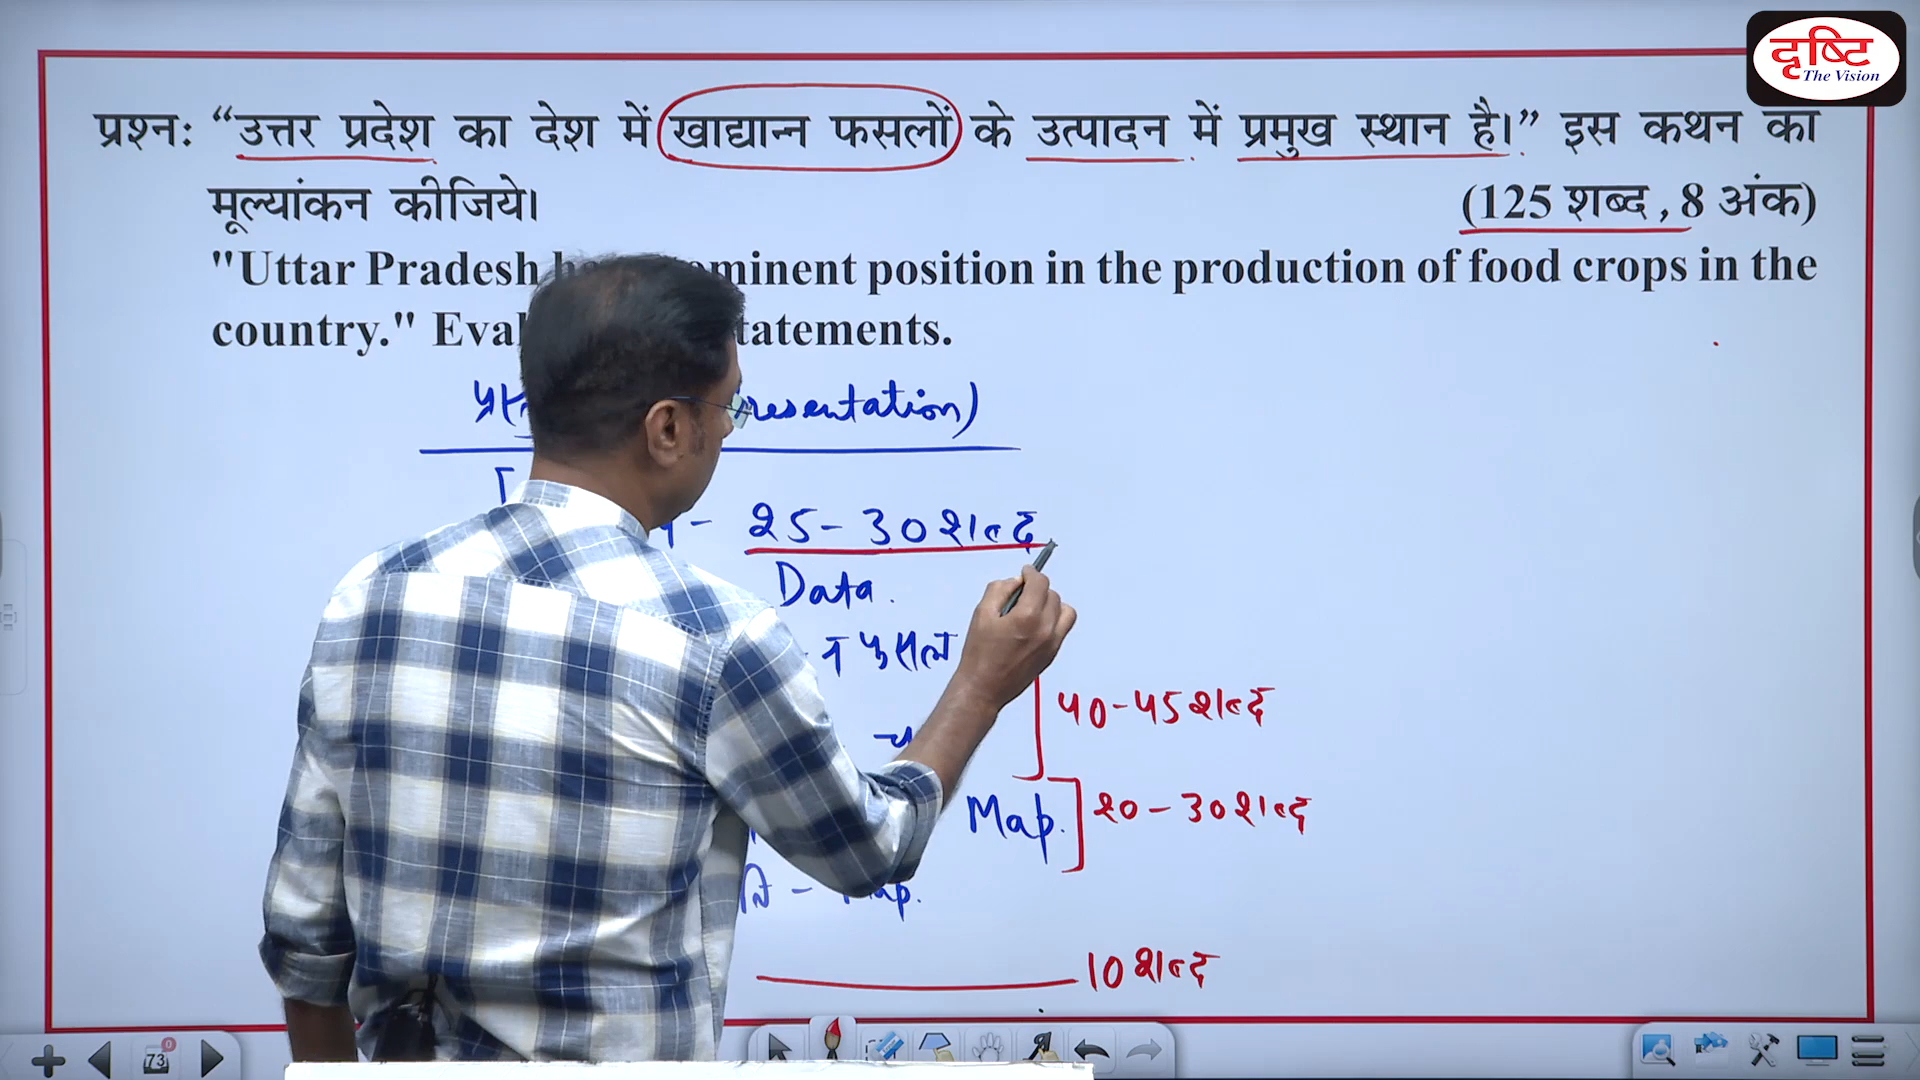 दृष्टि
The Vision
प्रश्न: “उत्तर प्रदेश का देश में खाद्यान्न फसलों के उत्पादन में प्रमुख स्थान है।” इस कथन का
मूल्यांकन कीजिये। (125 शब्द, 8 अंक)
"Uttar Pradesh minent position in the production of food crops in the
country." Eval tatements.
resentation)
25-30 शब्द
Data.
फसल
40-45 शब्द
Map. 20-30 शब्द
10 शब्द
73
0